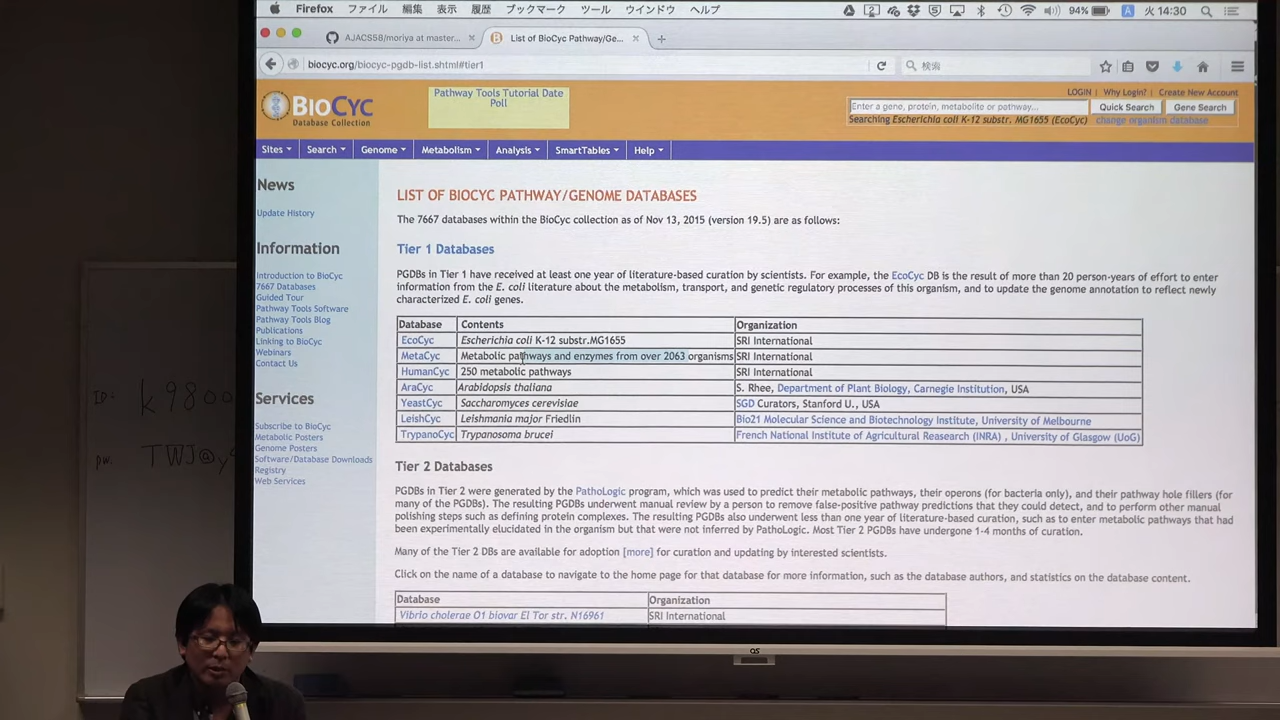 Firefox ファイル 編集 表示 履歴 ブックマーク ツール ウインドウ ヘルプ 94% A 火 14:30
AJACS58/moriya at master... × List of BioCyc Pathway/Ge... × +
biocyc.org/biocyc-pgdb-list.shtml#tier1 検索
BIOCYC
Database Collection
Pathway Tools Tutorial Date
Poll
LOGIN | Why Login? | Create New Account
Enter a gene, protein, metabolite or pathway... Quick Search Gene Search
Searching Escherichia coli K-12 substr. MG1655 (EcoCyc) change organism database
Sites Search Genome Metabolism Analysis SmartTables Help
News
Update History
Information
Introduction to BioCyc
7667 Databases
Guided Tour
Pathway Tools Software
Pathway Tools Blog
Publications
Linking to BioCyc
Webinars
Contact Us
Services
Subscribe to BioCyc
Metabolic Posters
Genome Posters
Software/Database Downloads
Registry
Web Services
LIST OF BIOCYC PATHWAY/GENOME DATABASES
The 7667 databases within the BioCyc collection as of Nov 13, 2015 (version 19.5) are as follows:
Tier 1 Databases
PGDBs in Tier 1 have received at least one year of literature-based curation by scientists. For example, the EcoCyc DB is the result of more than 20 person-years of effort to enter
information from the E. coli literature about the metabolism, transport, and genetic regulatory processes of this organism, and to update the genome annotation to reflect newly
characterized E. coli genes.
Database Contents Organization
EcoCyc Escherichia coli K-12 substr.MG1655 SRI International
MetaCyc Metabolic pathways and enzymes from over 2063 organisms SRI International
HumanCyc 250 metabolic pathways SRI International
AraCyc Arabidopsis thaliana S. Rhee, Department of Plant Biology, Carnegie Institution, USA
YeastCyc Saccharomyces cerevisiae SGD Curators, Stanford U., USA
LeishCyc Leishmania major Friedlin Bio21 Molecular Science and Biotechnology Institute, University of Melbourne
TrypanoCyc Trypanosoma brucei French National Institute of Agricultural Reasearch (INRA) , University of Glasgow (UoG)
Tier 2 Databases
PGDBs in Tier 2 were generated by the PathoLogic program, which was used to predict their metabolic pathways, their operons (for bacteria only), and their pathway hole fillers (for
many of the PGDBs). The resulting PGDBs underwent manual review by a person to remove false-positive pathway predictions that they could detect, and to perform other manual
polishing steps such as defining protein complexes. The resulting PGDBs also underwent less than one year of literature-based curation, such as to enter metabolic pathways that had
been experimentally elucidated in the organism but that were not inferred by PathoLogic. Most Tier 2 PGDBs have undergone 1-4 months of curation.
Many of the Tier 2 DBs are available for adoption [more] for curation and updating by interested scientists.
Click on the name of a database to navigate to the home page for that database for more information, such as the database authors, and statistics on the database content.
Database Organization
Vibrio cholerae O1 biovar El Tor str. N16961 SRI International
ID: k9800
PW: TWJ@y